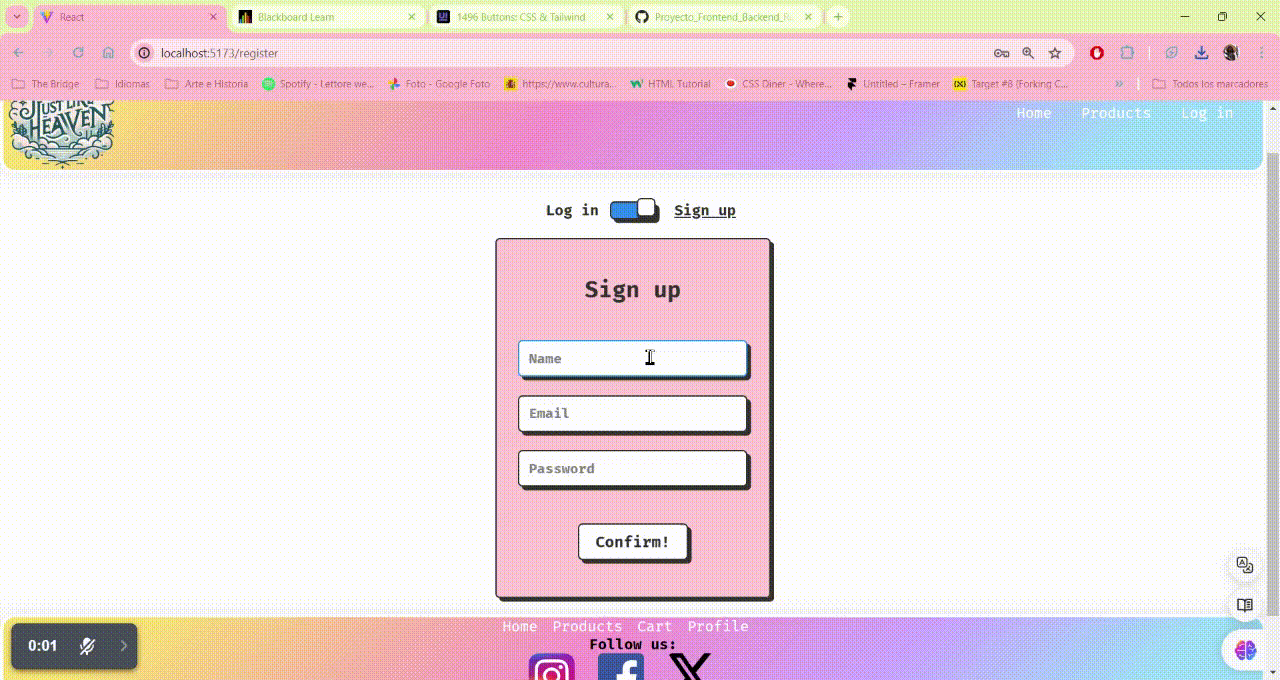 React
Blackboard Learn
1496 Buttons: CSS & Tailwind
Proyecto_Frontend_Backend_R
localhost:5173/register
The Bridge
Idiomas
Arte e Historia
Spotify - Lettore we...
Foto - Google Foto
https://www.cultura...
HTML Tutorial
CSS Diner - Where...
Untitled – Framer
Target #8 (Forking C...
Todos los marcadores
JUST LIKE
HEAVEN
Home Products Log in
Log in Sign up
Sign up
Name
Email
Password
Confirm!
Home Products Cart Profile
Follow us:
0:01